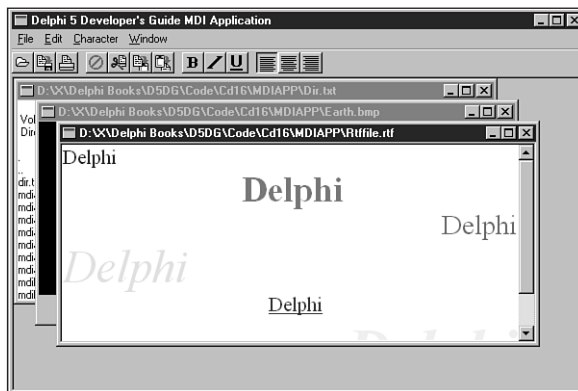 Delphi 5 Developer's Guide MDI Application
File Edit Character Window
B I U
D:\X\Delphi Books\D5DG\Code\Cd16\MDIAPP\Dir.txt
D:\X\Delphi Books\D5DG\Code\Cd16\MDIAPP\Earth.bmp
D:\X\Delphi Books\D5DG\Code\Cd16\MDIAPP\Rtffile.rtf
Vol
Dire
.
..
dir.t
Delphi
Delphi
Delphi
Delphi
Delphi
Delphi